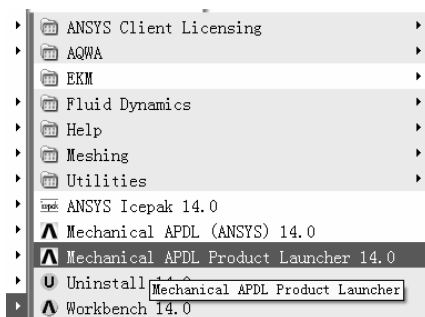 ANSYS Client Licensing
AQWA
EKM
Fluid Dynamics
Help
Meshing
Utilities
ANSYS Icepak 14.0
Mechanical APDL (ANSYS) 14.0
Mechanical APDL Product Launcher 14.0
Uninstall 14.0
Mechanical APDL Product Launcher
Workbench 14.0